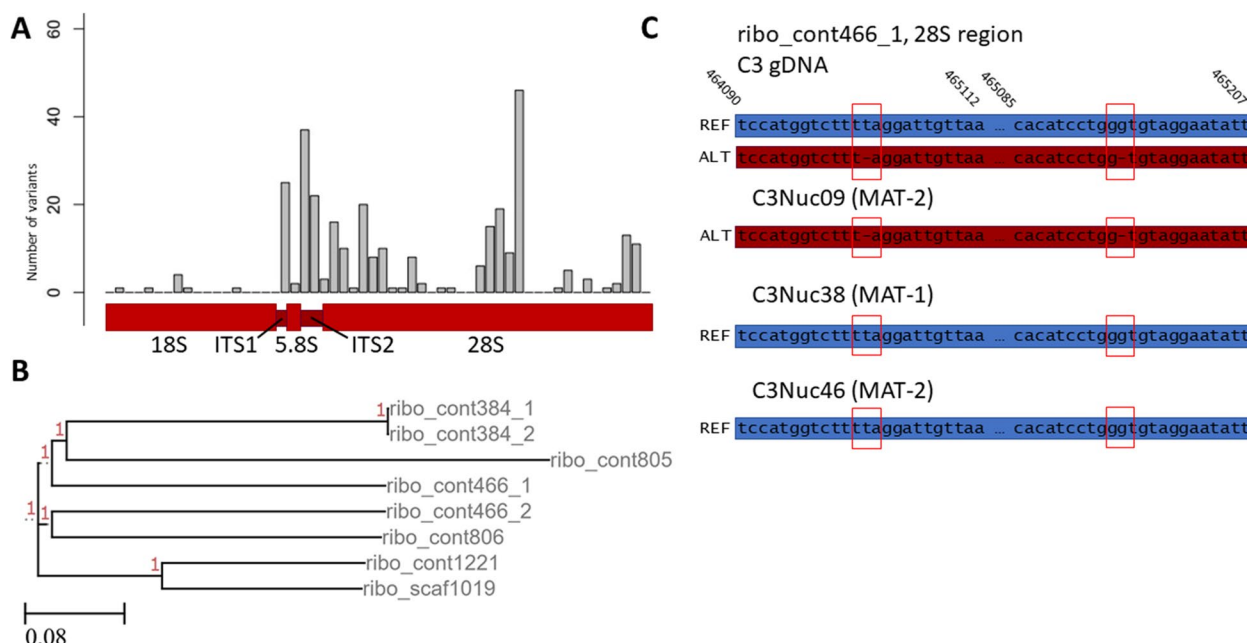 A
60
40
20
0
Number of variants
18S ITS1 5.8S ITS2 28S
B
1
ribo_cont384_1
ribo_cont384_2
1
ribo_cont805
1
ribo_cont466_1
1
1
ribo_cont466_2
ribo_cont806
1
ribo_cont1221
ribo_scaf1019
0.08
C
ribo_cont466_1, 28S region
C3 gDNA
464090 465112 465085 465207
REF tccatggtcttttaggattgttaa ... cacatcctgggtgtaggaatatt
ALT tccatggtcttt-aggattgttaa ... cacatcctgg-tgtaggaatatt
C3Nuc09 (MAT-2)
ALT tccatggtcttt-aggattgttaa ... cacatcctgg-tgtaggaatatt
C3Nuc38 (MAT-1)
REF tccatggtcttttaggattgttaa ... cacatcctgggtgtaggaatatt
C3Nuc46 (MAT-2)
REF tccatggtcttttaggattgttaa ... cacatcctgggtgtaggaatatt